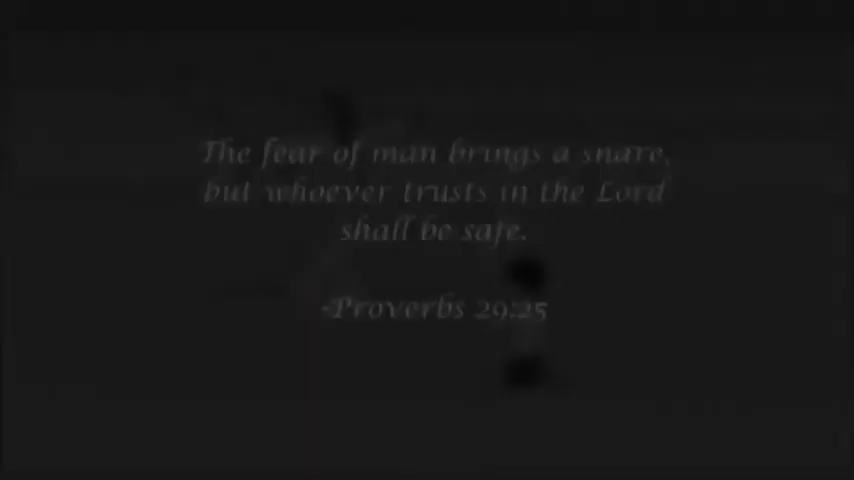 The fear of man brings a snare,
but whoever trusts in the Lord
shall be safe.
-Proverbs 29:25